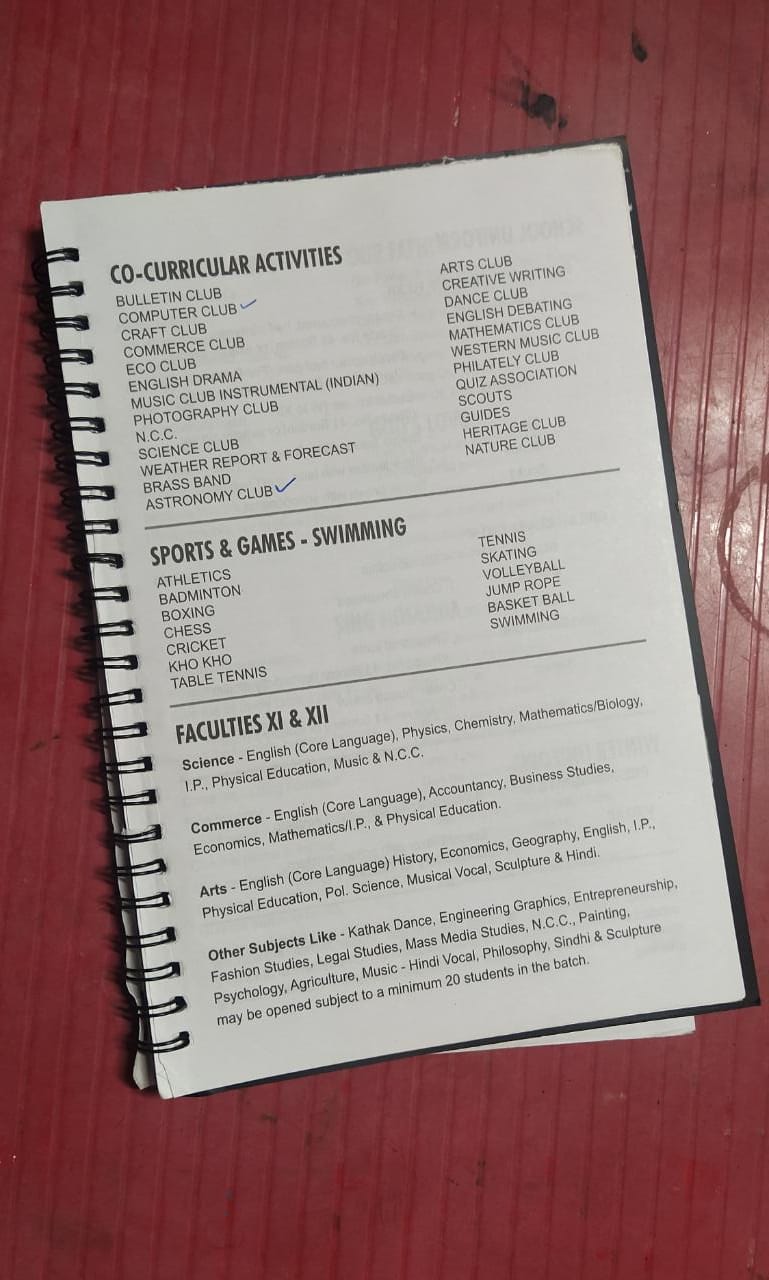 CO-CURRICULAR ACTIVITIES
BULLETIN CLUB
COMPUTER CLUB
CRAFT CLUB
COMMERCE CLUB
ECO CLUB
ENGLISH DRAMA
MUSIC CLUB INSTRUMENTAL (INDIAN)
PHOTOGRAPHY CLUB
N.C.C.
SCIENCE CLUB
WEATHER REPORT & FORECAST
BRASS BAND
ASTRONOMY CLUB
ARTS CLUB
CREATIVE WRITING
DANCE CLUB
ENGLISH DEBATING
MATHEMATICS CLUB
WESTERN MUSIC CLUB
PHILATELY CLUB
QUIZ ASSOCIATION
SCOUTS
GUIDES
HERITAGE CLUB
NATURE CLUB
SPORTS & GAMES - SWIMMING
ATHLETICS
BADMINTON
BOXING
CHESS
CRICKET
KHO KHO
TABLE TENNIS
TENNIS
SKATING
VOLLEYBALL
JUMP ROPE
BASKET BALL
SWIMMING
FACULTIES XI & XII
Science - English (Core Language), Physics, Chemistry, Mathematics/Biology,
I.P., Physical Education, Music & N.C.C.
Commerce - English (Core Language), Accountancy, Business Studies,
Economics, Mathematics/I.P., & Physical Education.
Arts - English (Core Language) History, Economics, Geography, English, I.P.,
Physical Education, Pol. Science, Musical Vocal, Sculpture & Hindi.
Other Subjects Like - Kathak Dance, Engineering Graphics, Entrepreneurship,
Fashion Studies, Legal Studies, Mass Media Studies, N.C.C., Painting,
Psychology, Agriculture, Music - Hindi Vocal, Philosophy, Sindhi & Sculpture
may be opened subject to a minimum 20 students in the batch.